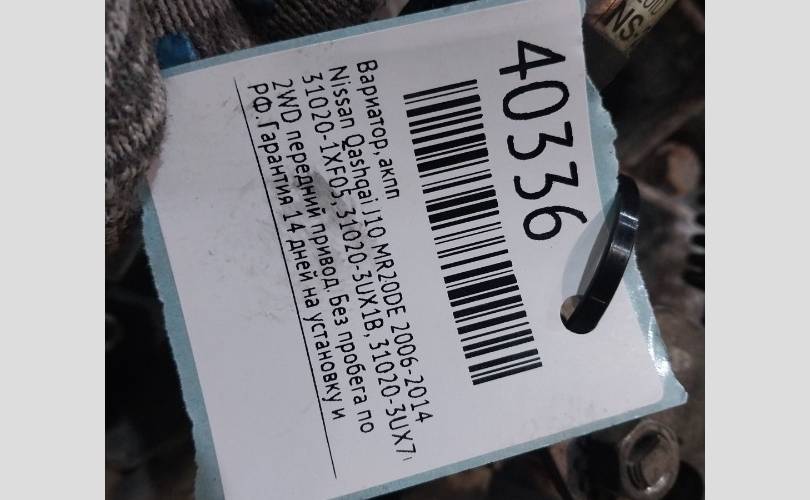 40336
Вариатор, акпп
Nissan Qashqai J10 MR20DE 2006-2014
31020-1XF05, 31020-3UX1B, 31020-3UX7
2WD передний привод. Без пробега по
РФ. Гарантия 14 дней на установку и
NS